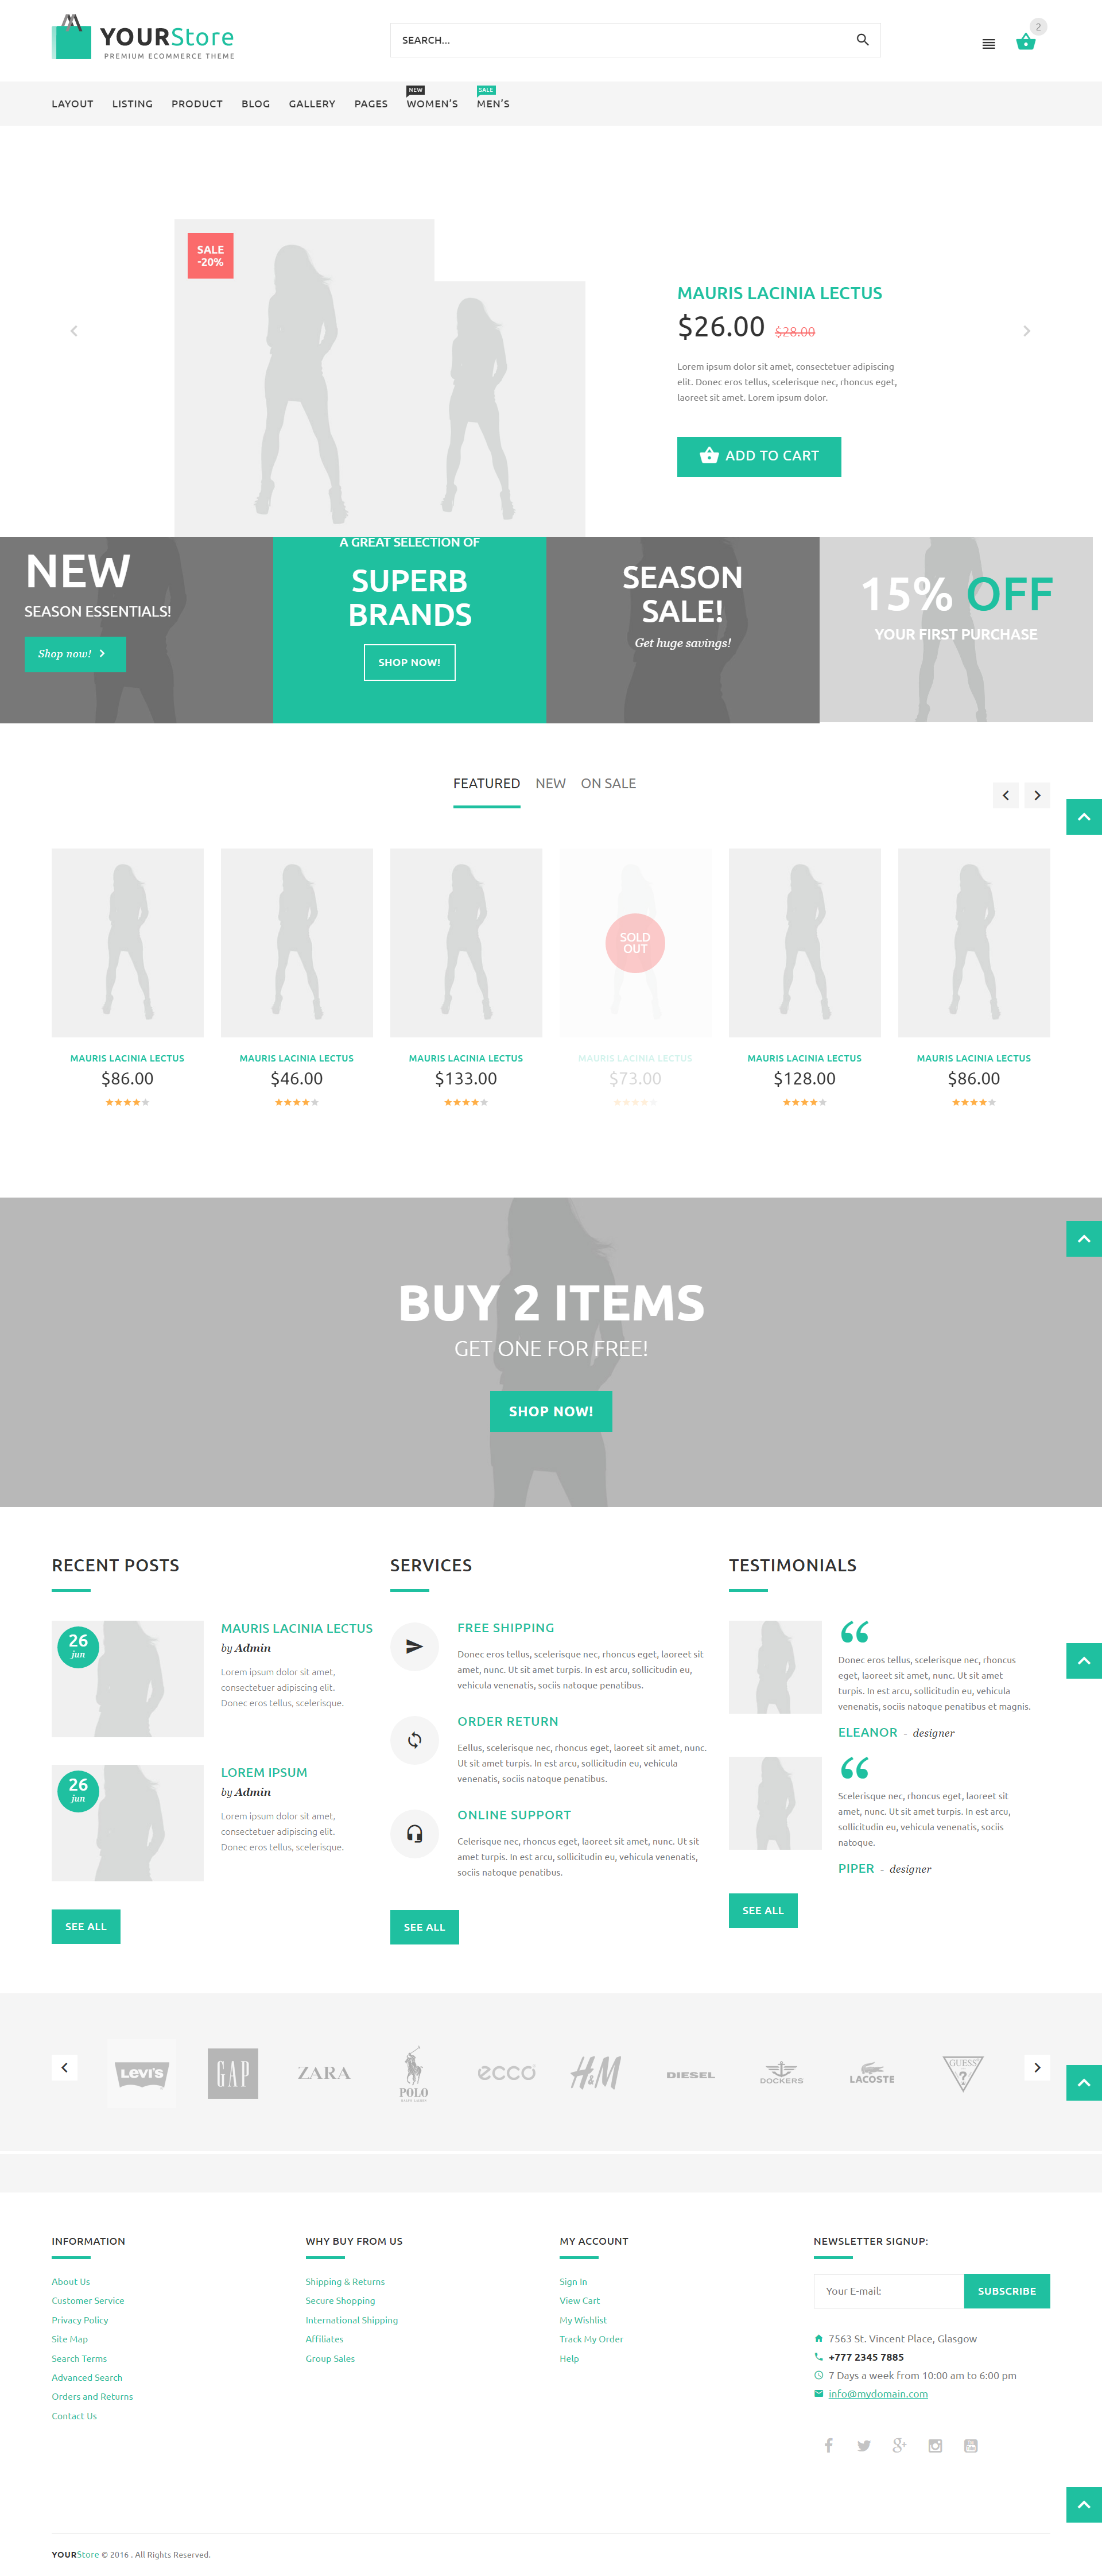 YOURStore
PREMIUM ECOMMERCE THEME
SEARCH...
2
NEW
SALE
LAYOUT LISTING PRODUCT BLOG GALLERY PAGES WOMEN'S MEN'S
SALE
-20%
MAURIS LACINIA LECTUS
$26.00 $28.00
Lorem ipsum dolor sit amet, consectetuer adipiscing
elit. Donec eros tellus, scelerisque nec, rhoncus eget,
laoreet sit amet. Lorem ipsum dolor.
ADD TO CART
NEW
SEASON ESSENTIALS!
Shop now!
A GREAT SELECTION OF
SUPERB
BRANDS
SHOP NOW!
SEASON
SALE!
Get huge savings!
15% OFF
YOUR FIRST PURCHASE
FEATURED NEW ON SALE
MAURIS LACINIA LECTUS
$86.00
MAURIS LACINIA LECTUS
$46.00
MAURIS LACINIA LECTUS
$133.00
SOLD
OUT
MAURIS LACINIA LECTUS
$73.00
MAURIS LACINIA LECTUS
$128.00
MAURIS LACINIA LECTUS
$86.00
BUY 2 ITEMS
GET ONE FOR FREE!
SHOP NOW!
RECENT POSTS
26
jun
MAURIS LACINIA LECTUS
by Admin
Lorem ipsum dolor sit amet,
consectetuer adipiscing elit.
Donec eros tellus, scelerisque.
26
jun
LOREM IPSUM
by Admin
Lorem ipsum dolor sit amet,
consectetuer adipiscing elit.
Donec eros tellus, scelerisque.
SEE ALL
SERVICES
FREE SHIPPING
Donec eros tellus, scelerisque nec, rhoncus eget, laoreet sit
amet, nunc. Ut sit amet turpis. In est arcu, sollicitudin eu,
vehicula venenatis, sociis natoque penatibus.
ORDER RETURN
Eellus, scelerisque nec, rhoncus eget, laoreet sit amet, nunc.
Ut sit amet turpis. In est arcu, sollicitudin eu, vehicula
venenatis, sociis natoque penatibus.
ONLINE SUPPORT
Celerisque nec, rhoncus eget, laoreet sit amet, nunc. Ut sit
amet turpis. In est arcu, sollicitudin eu, vehicula venenatis,
sociis natoque penatibus.
SEE ALL
TESTIMONIALS
Donec eros tellus, scelerisque nec, rhoncus
eget, laoreet sit amet, nunc. Ut sit amet
turpis. In est arcu, sollicitudin eu, vehicula
venenatis, sociis natoque penatibus et magnis.
ELEANOR - designer
Scelerisque nec, rhoncus eget, laoreet sit
amet, nunc. Ut sit amet turpis. In est arcu,
sollicitudin eu, vehicula venenatis, sociis
natoque.
PIPER - designer
SEE ALL
Levi's
GAP
ZARA
POLO
RALPH LAUREN
ecco
H&M
DIESEL
DOCKERS
LACOSTE
GUESS
?
INFORMATION
About Us
Customer Service
Privacy Policy
Site Map
Search Terms
Advanced Search
Orders and Returns
Contact Us
WHY BUY FROM US
Shipping & Returns
Secure Shopping
International Shipping
Affiliates
Group Sales
MY ACCOUNT
Sign In
View Cart
My Wishlist
Track My Order
Help
NEWSLETTER SIGNUP:
Your E-mail: SUBSCRIBE
7563 St. Vincent Place, Glasgow
+777 2345 7885
7 Days a week from 10:00 am to 6:00 pm
info@mydomain.com
YOURStore © 2016 . All Rights Reserved.